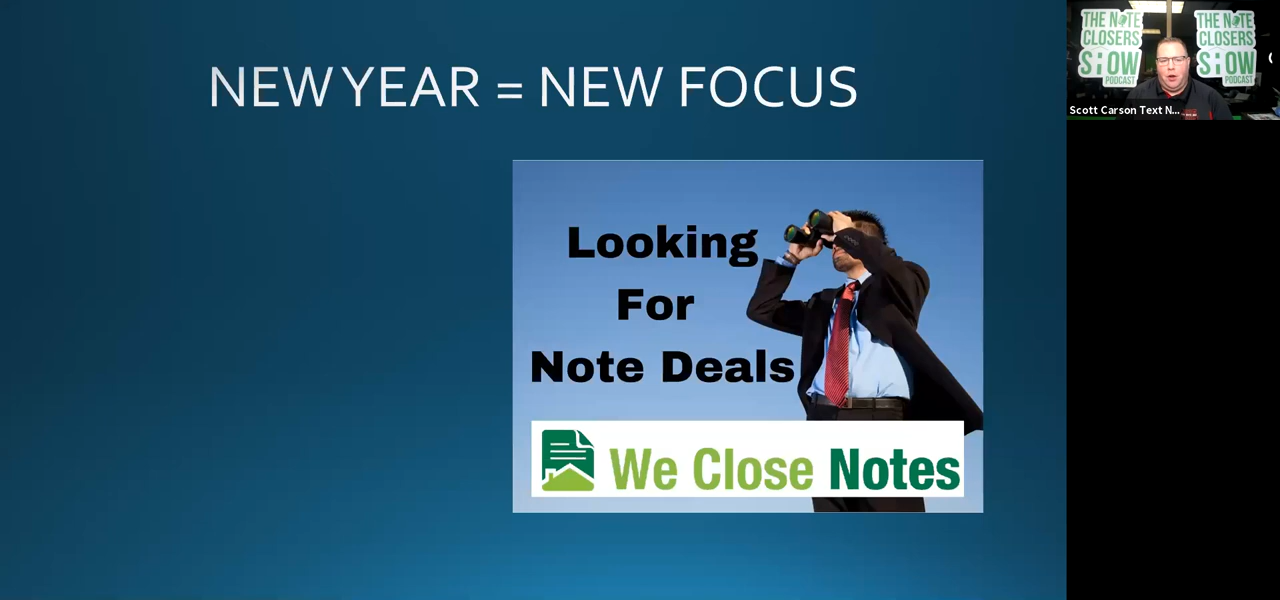 NEW YEAR = NEW FOCUS
Looking
For
Note Deals
We Close Notes
THE NOTE
CLOSERS
SHOW
PODCAST
THE NOTE
CLOSERS
SHOW
PODCAST
Scott Carson Text N...